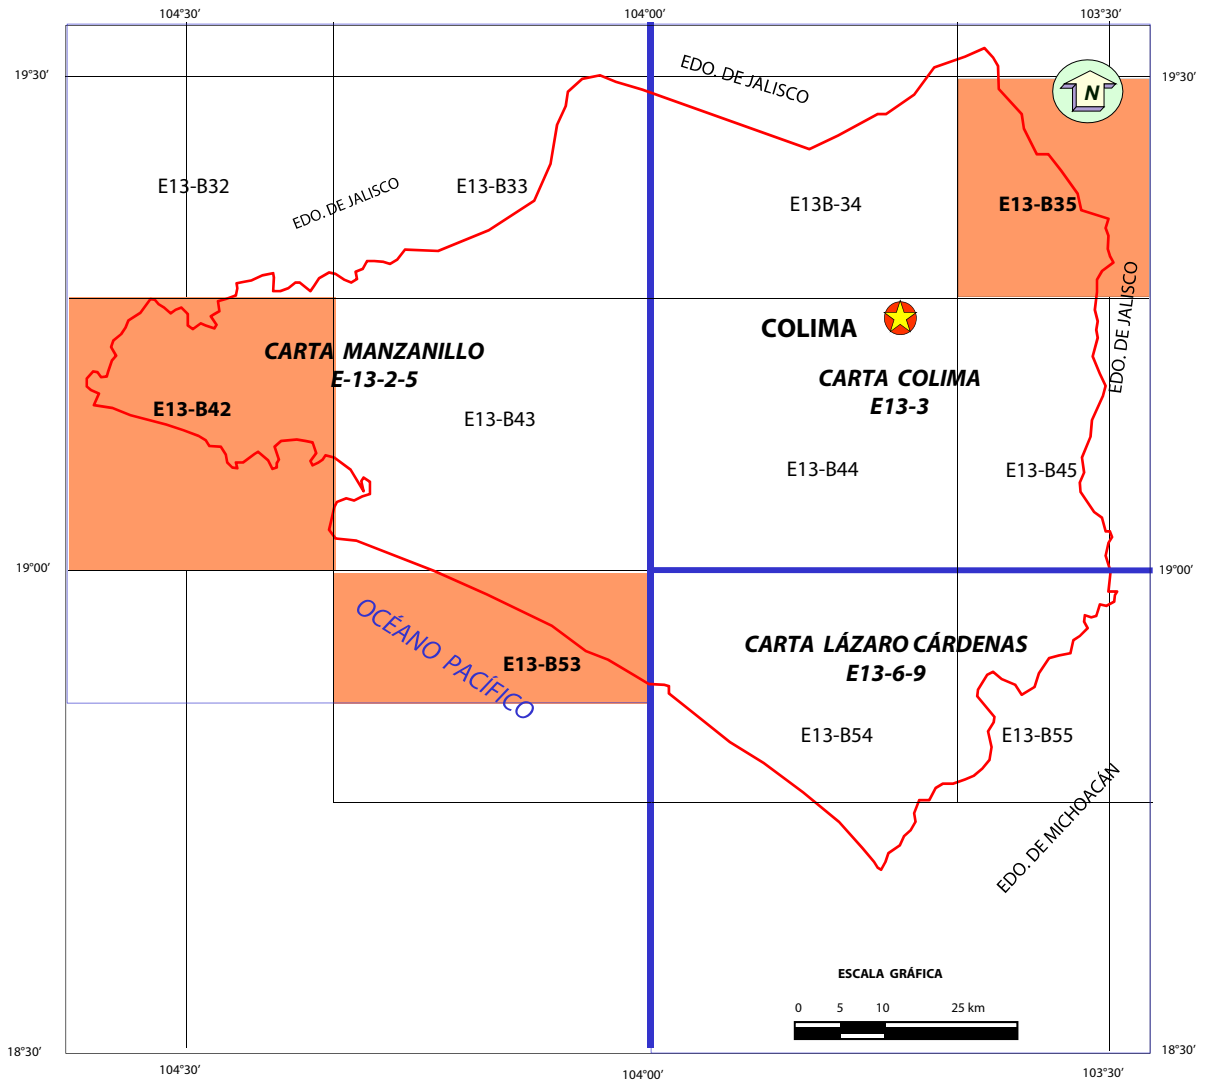 104°30′
104°00′
103°30′
19°30′
19°30′
EDO. DE JALISCO
N
E13-B32
EDO. DE JALISCO
E13-B33
E13B-34
E13-B35
EDO. DE JALISCO
COLIMA
CARTA MANZANILLO
E-13-2-5
CARTA COLIMA
E13-3
E13-B42
E13-B43
E13-B44
E13-B45
19°00′
19°00′
OCÉANO PACÍFICO
E13-B53
CARTA LÁZARO CÁRDENAS
E13-6-9
E13-B54
E13-B55
EDO. DE MICHOACÁN
ESCALA GRÁFICA
0 5 10 25 km
18°30′
18°30′
104°30′
104°00′
103°30′